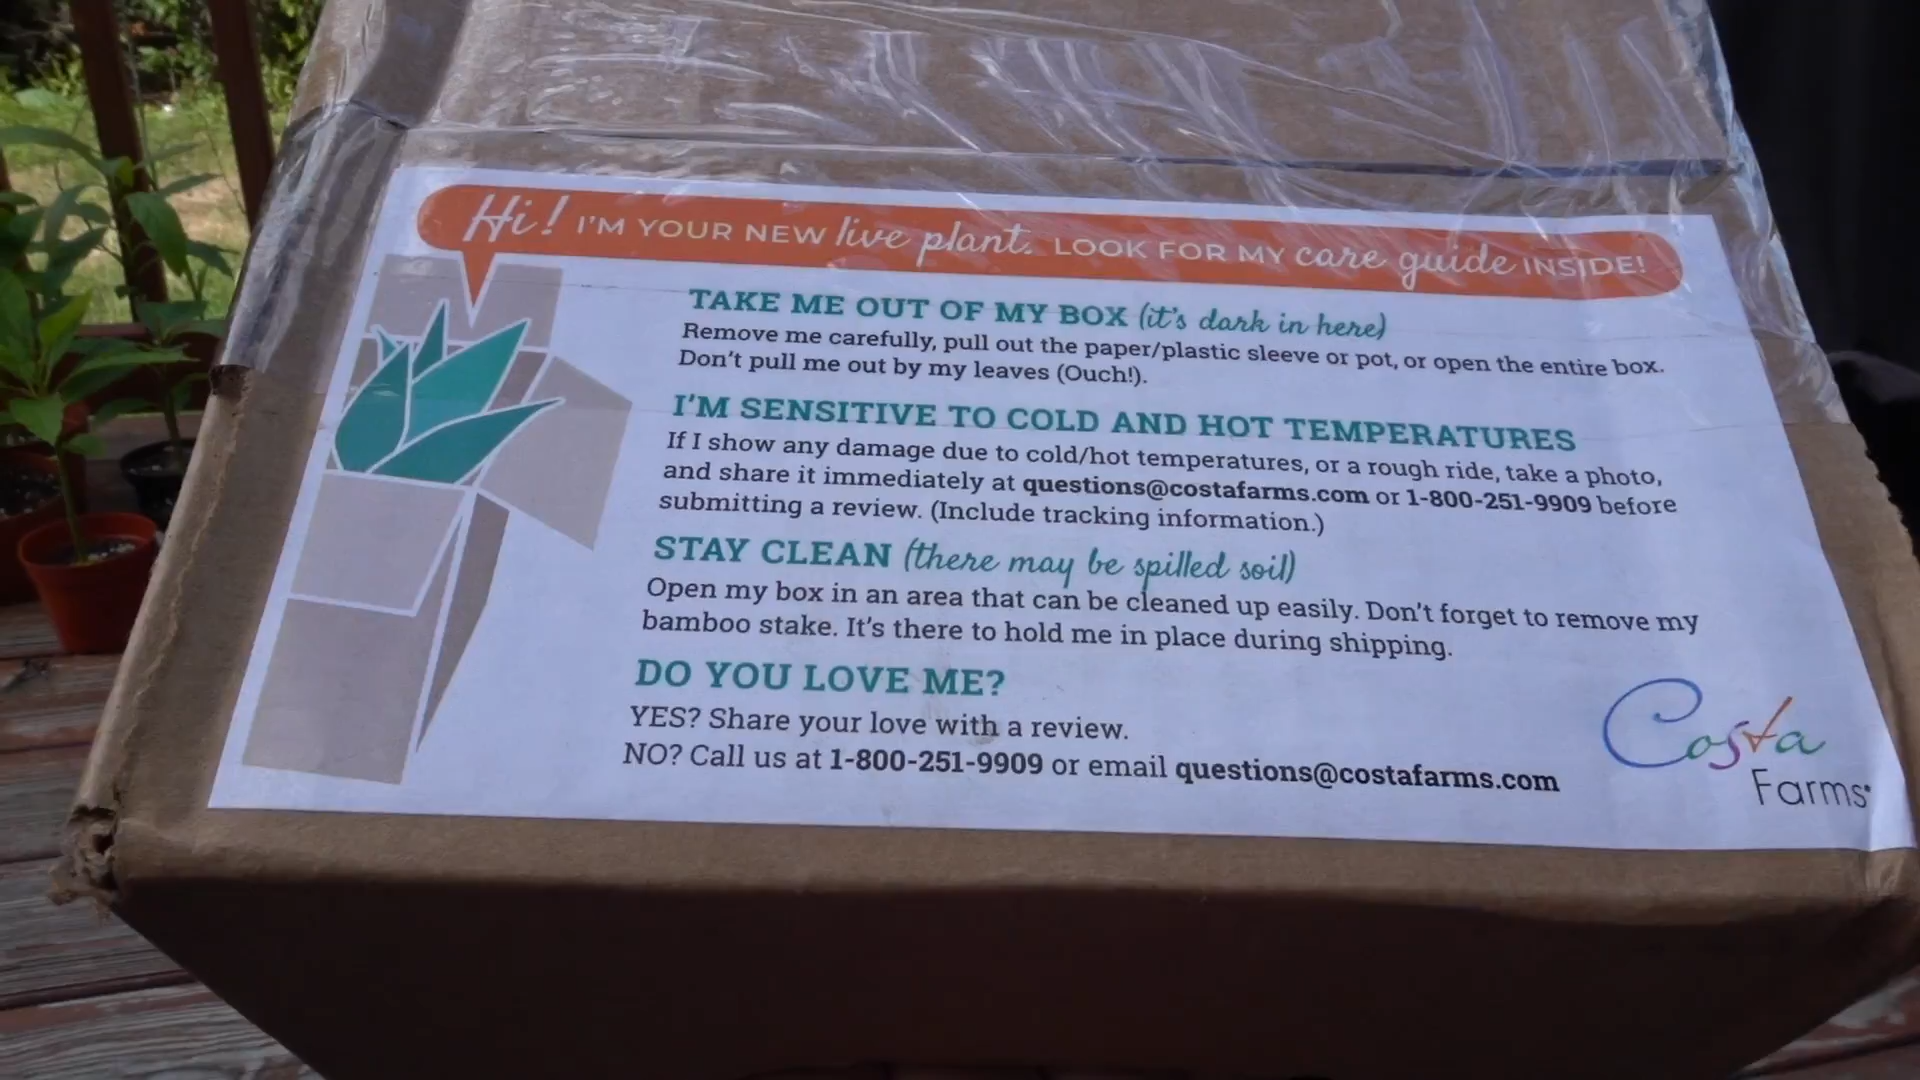 Hi! I'M YOUR NEW live plant. LOOK FOR MY care guide INSIDE!
TAKE ME OUT OF MY BOX (it's dark in here)
Remove me carefully, pull out the paper/plastic sleeve or pot, or open the entire box.
Don't pull me out by my leaves (Ouch!).
I'M SENSITIVE TO COLD AND HOT TEMPERATURES
If I show any damage due to cold/hot temperatures, or a rough ride, take a photo,
and share it immediately at questions@costafarms.com or 1-800-251-9909 before
submitting a review. (Include tracking information.)
STAY CLEAN (there may be spilled soil)
Open my box in an area that can be cleaned up easily. Don't forget to remove my
bamboo stake. It's there to hold me in place during shipping.
DO YOU LOVE ME?
YES? Share your love with a review.
NO? Call us at 1-800-251-9909 or email questions@costafarms.com
Costa
Farms